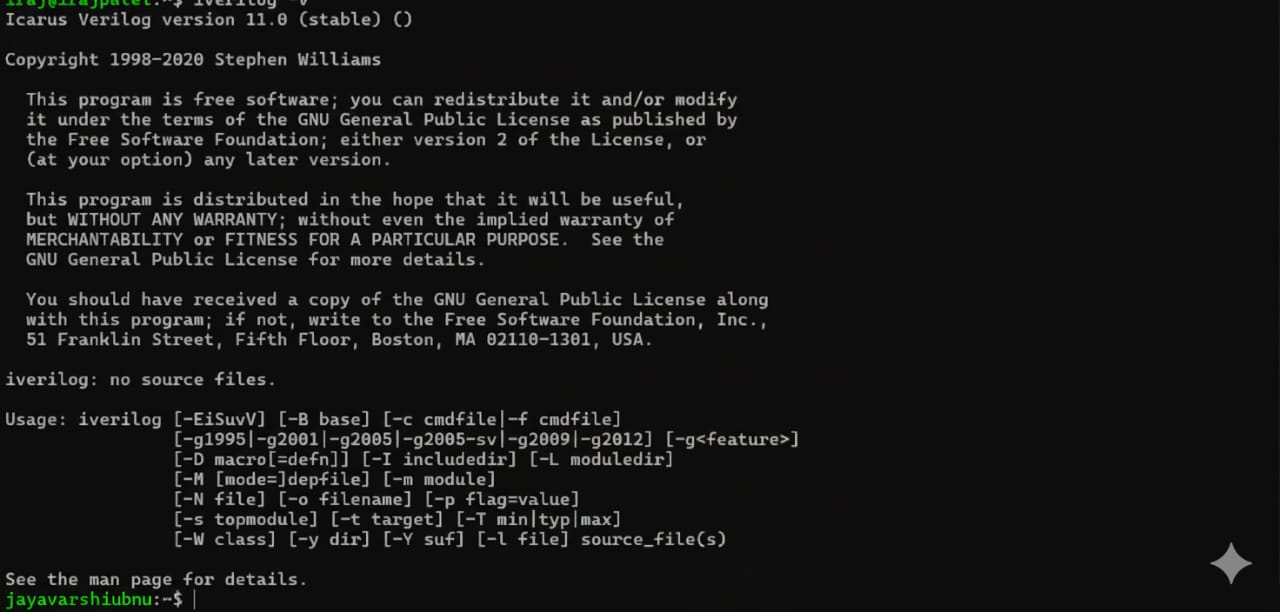 iraj@irajpatel:~$ iverilog -v
Icarus Verilog version 11.0 (stable) ()
Copyright 1998-2020 Stephen Williams
This program is free software; you can redistribute it and/or modify
it under the terms of the GNU General Public License as published by
the Free Software Foundation; either version 2 of the License, or
(at your option) any later version.
This program is distributed in the hope that it will be useful,
but WITHOUT ANY WARRANTY; without even the implied warranty of
MERCHANTABILITY or FITNESS FOR A PARTICULAR PURPOSE.  See the
GNU General Public License for more details.
You should have received a copy of the GNU General Public License along
with this program; if not, write to the Free Software Foundation, Inc.,
51 Franklin Street, Fifth Floor, Boston, MA 02110-1301, USA.
iverilog: no source files.
Usage: iverilog [-EiSuvV] [-B base] [-c cmdfile|-f cmdfile]
[-g1995|-g2001|-g2005|-g2005-sv|-g2009|-g2012] [-g<feature>]
[-D macro[=defn]] [-I includedir] [-L moduledir]
[-M [mode=]depfile] [-m module]
[-N file] [-o filename] [-p flag=value]
[-s topmodule] [-t target] [-T min|typ|max]
[-W class] [-y dir] [-Y suf] [-l file] source_file(s)
See the man page for details.
jayavarshiubnu:~$